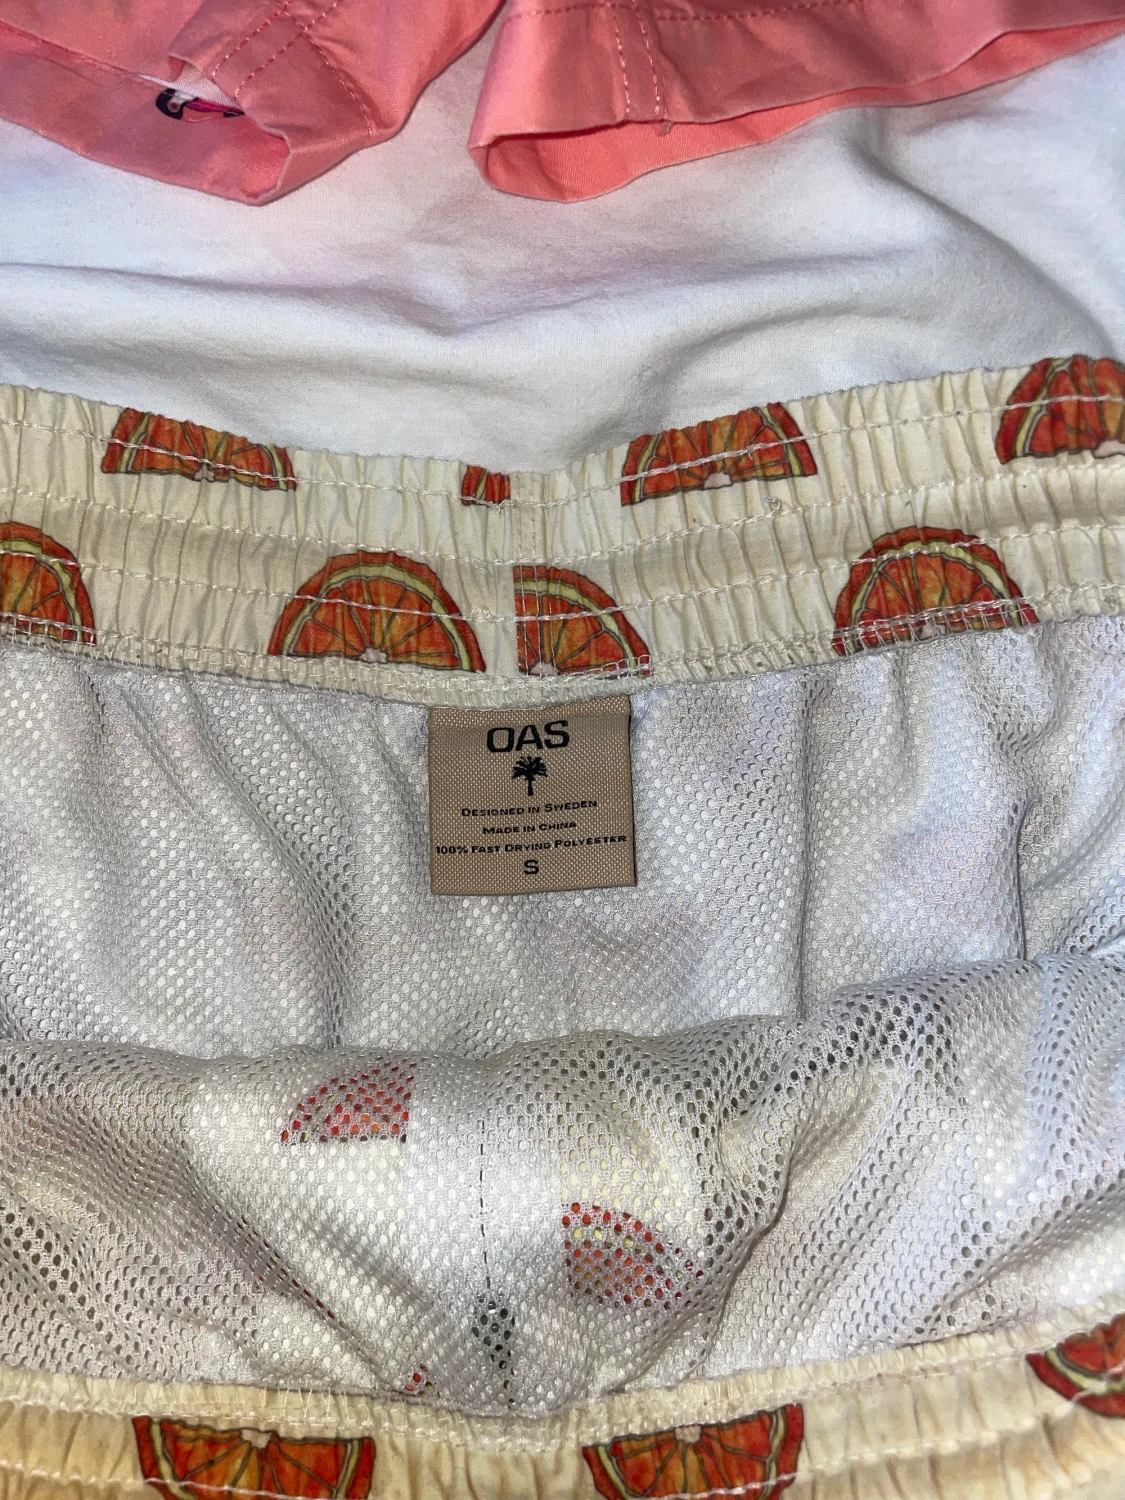 OAS
DESIGNED IN SWEDEN
MADE IN CHINA
100% FAST DRYING POLYESTER
S